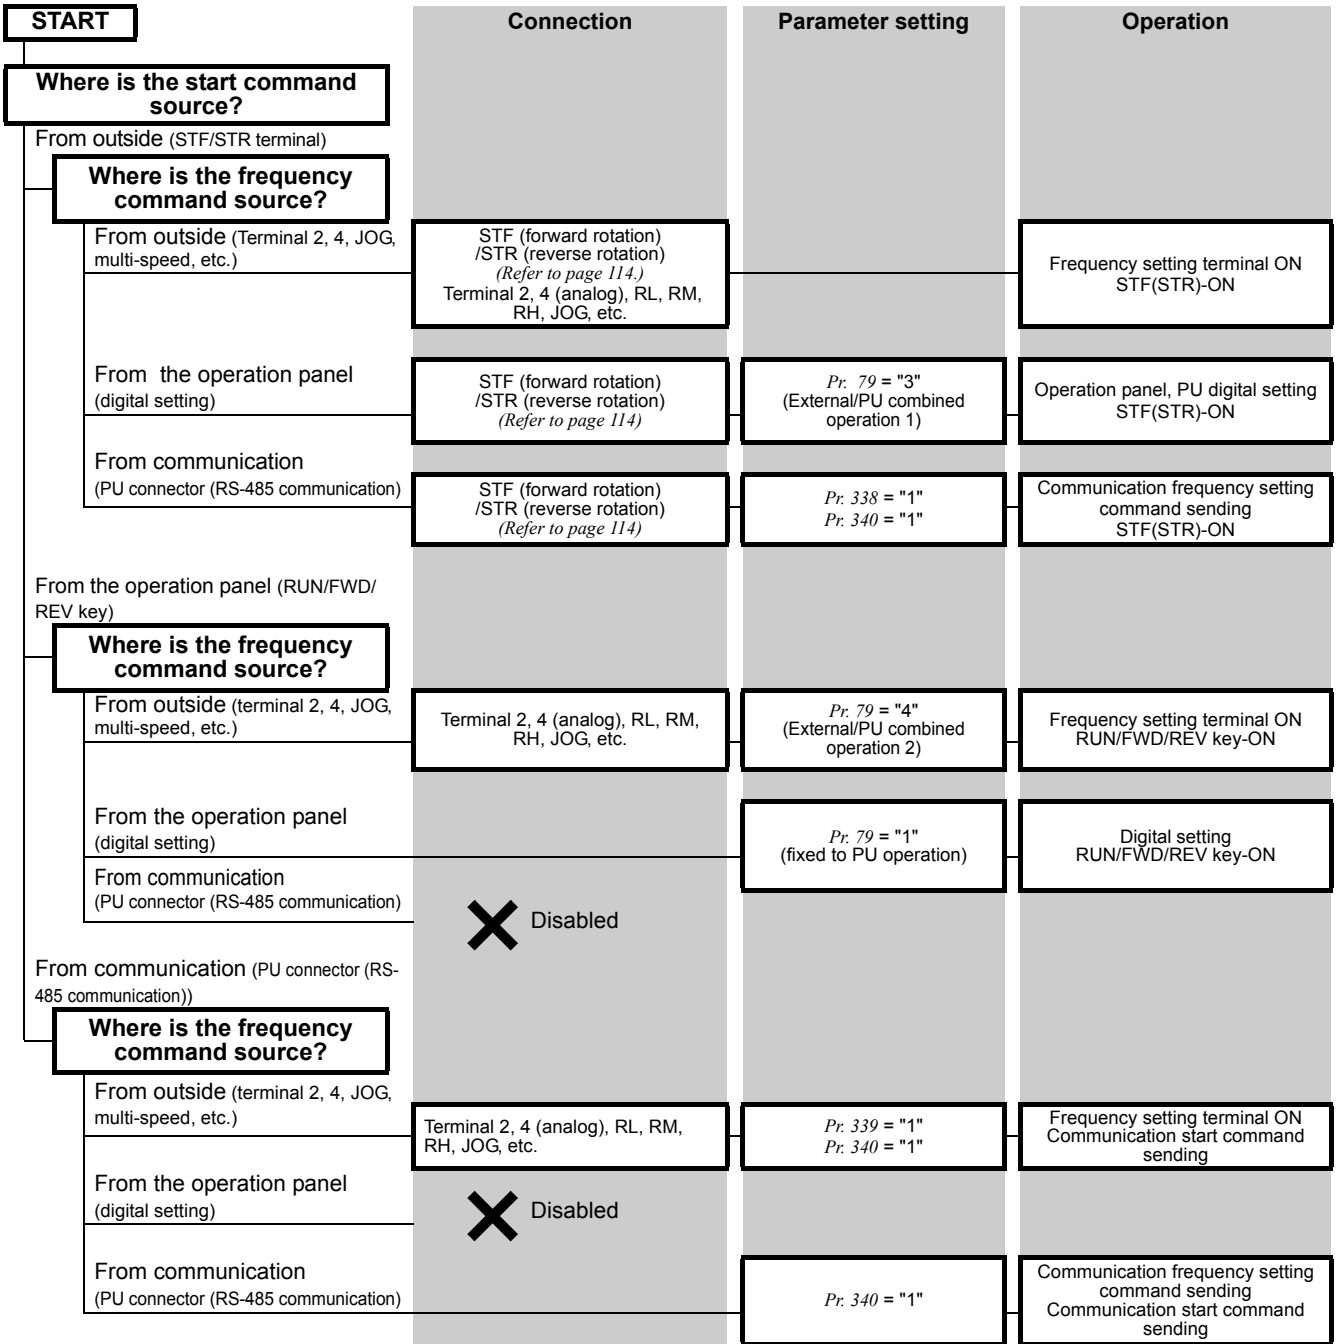 START
Connection
Parameter setting
Operation
Where is the start command
source?
From outside (STF/STR terminal)
Where is the frequency
command source?
From outside (Terminal 2, 4, JOG,
multi-speed, etc.)
STF (forward rotation)
/STR (reverse rotation)
(Refer to page 114.)
Terminal 2, 4 (analog), RL, RM,
RH, JOG, etc.
Frequency setting terminal ON
STF(STR)-ON
From the operation panel
(digital setting)
STF (forward rotation)
/STR (reverse rotation)
(Refer to page 114)
Pr. 79 = "3"
(External/PU combined
operation 1)
Operation panel, PU digital setting
STF(STR)-ON
From communication
(PU connector (RS-485 communication)
STF (forward rotation)
/STR (reverse rotation)
(Refer to page 114)
Pr. 338 = "1"
Pr. 340 = "1"
Communication frequency setting
command sending
STF(STR)-ON
From the operation panel (RUN/FWD/
REV key)
Where is the frequency
command source?
From outside (terminal 2, 4, JOG,
multi-speed, etc.)
Terminal 2, 4 (analog), RL, RM,
RH, JOG, etc.
Pr. 79 = "4"
(External/PU combined
operation 2)
Frequency setting terminal ON
RUN/FWD/REV key-ON
From the operation panel
(digital setting)
Pr. 79 = "1"
(fixed to PU operation)
Digital setting
RUN/FWD/REV key-ON
From communication
(PU connector (RS-485 communication)
Disabled
From communication (PU connector (RS-
485 communication))
Where is the frequency
command source?
From outside (terminal 2, 4, JOG,
multi-speed, etc.)
Terminal 2, 4 (analog), RL, RM,
RH, JOG, etc.
Pr. 339 = "1"
Pr. 340 = "1"
Frequency setting terminal ON
Communication start command
sending
From the operation panel
(digital setting)
Disabled
From communication
(PU connector (RS-485 communication)
Pr. 340 = "1"
Communication frequency setting
command sending
Communication start command
sending